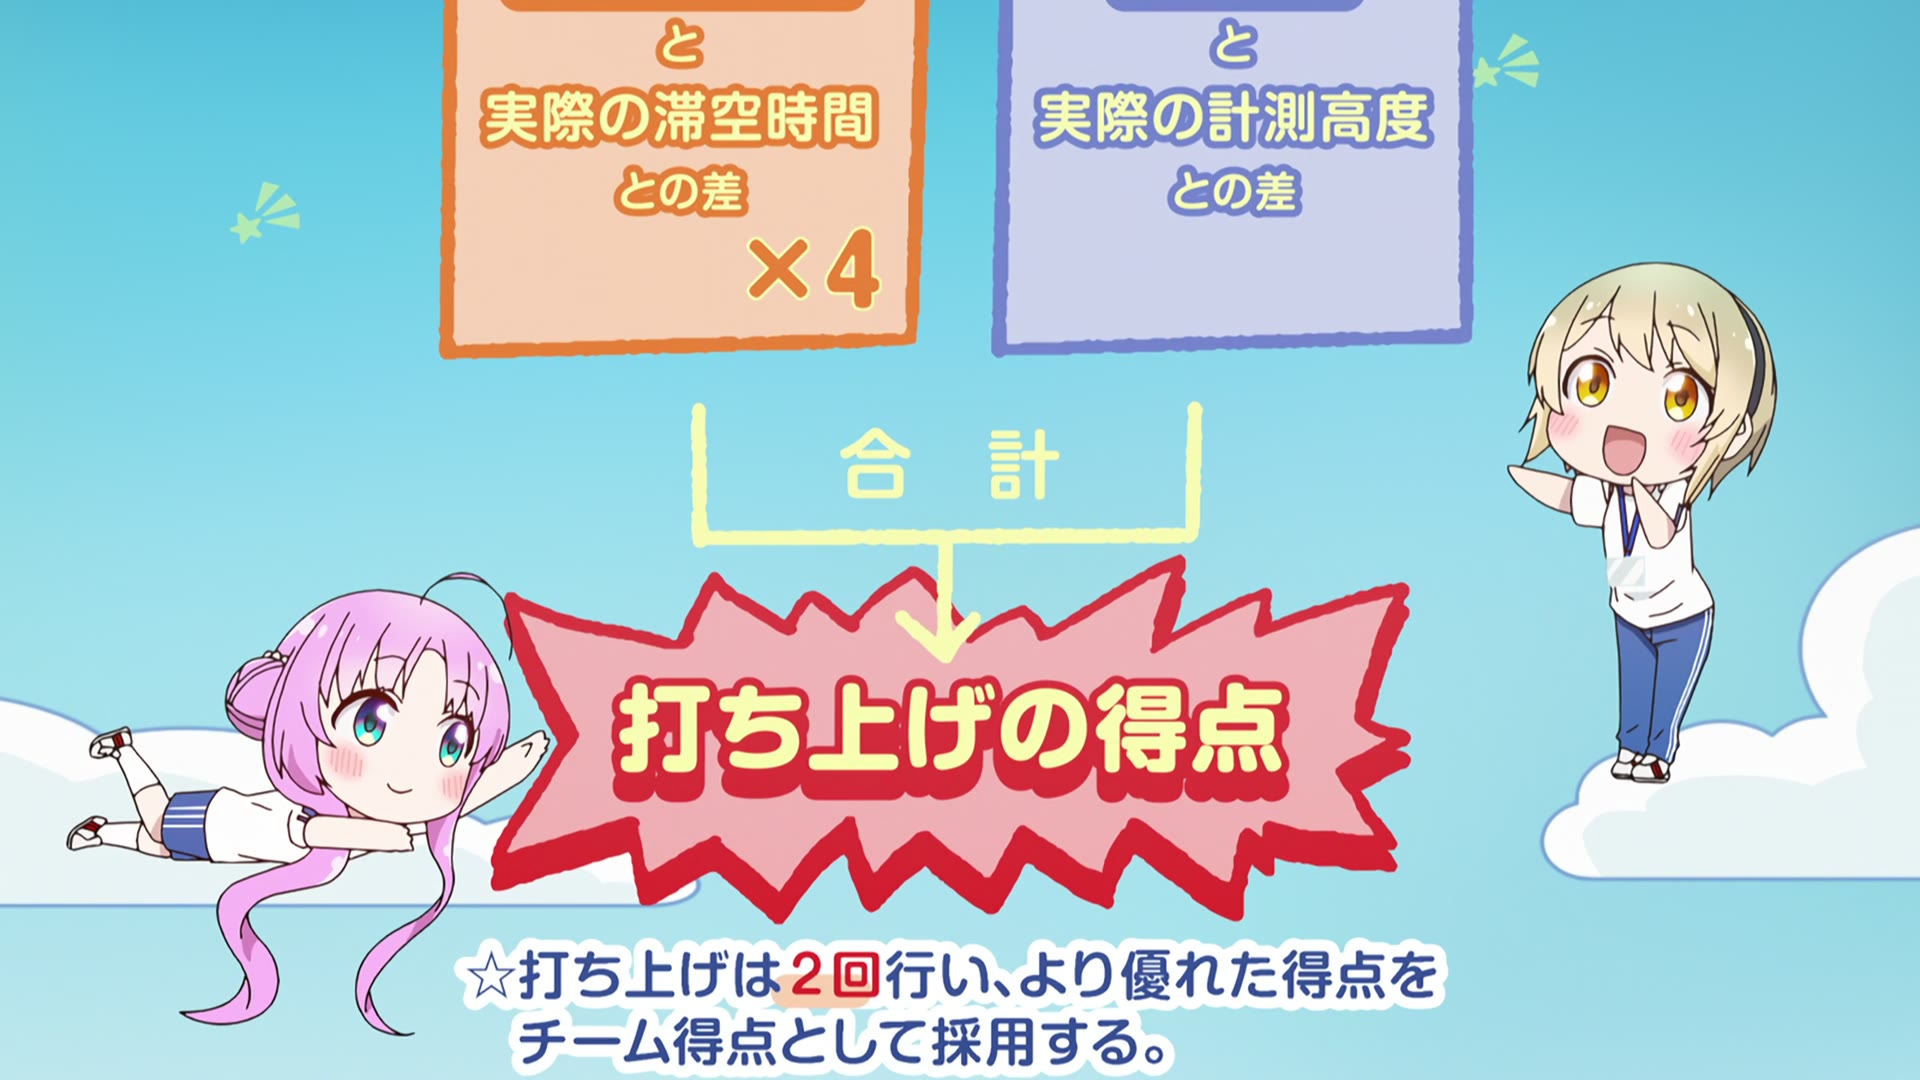 と
実際の滞空時間
との差
×4
と
実際の計測高度
との差
合計
打ち上げの得点
☆打ち上げは2回行い、より優れた得点を
チーム得点として採用する。